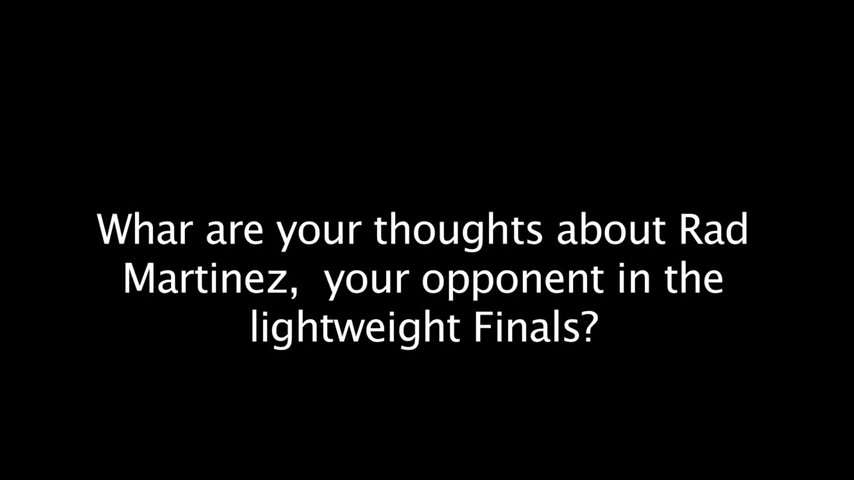 Whar are your thoughts about Rad
Martinez,  your opponent in the
lightweight Finals?